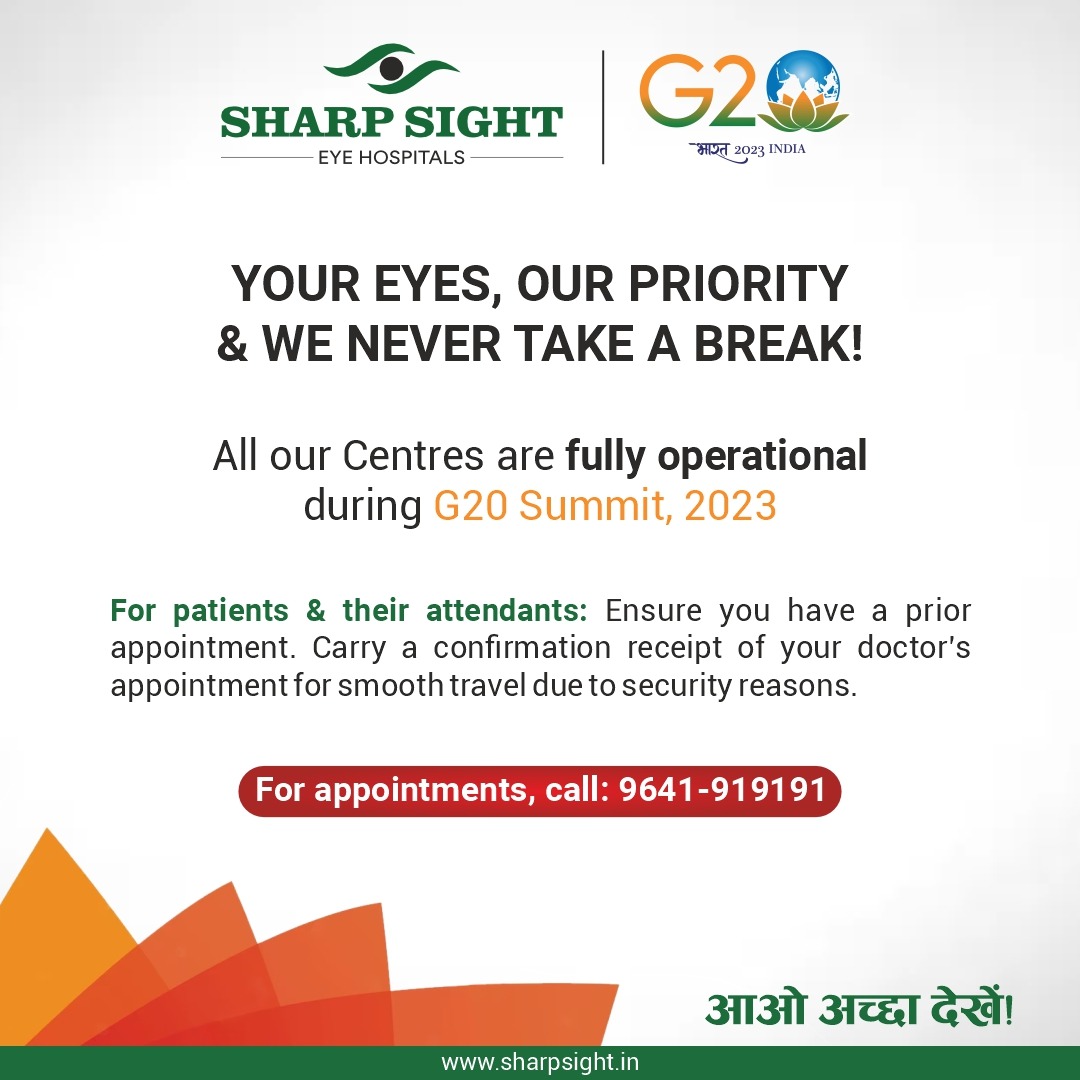 SHARP SIGHT
EYE HOSPITALS
G20
भारत 2023 INDIA
YOUR EYES, OUR PRIORITY
& WE NEVER TAKE A BREAK!
All our Centres are fully operational
during G20 Summit, 2023
For patients & their attendants: Ensure you have a prior
appointment. Carry a confirmation receipt of your doctor's
appointment for smooth travel due to security reasons.
For appointments, call: 9641-919191
आओ अच्छा देखें!
www.sharpsight.in